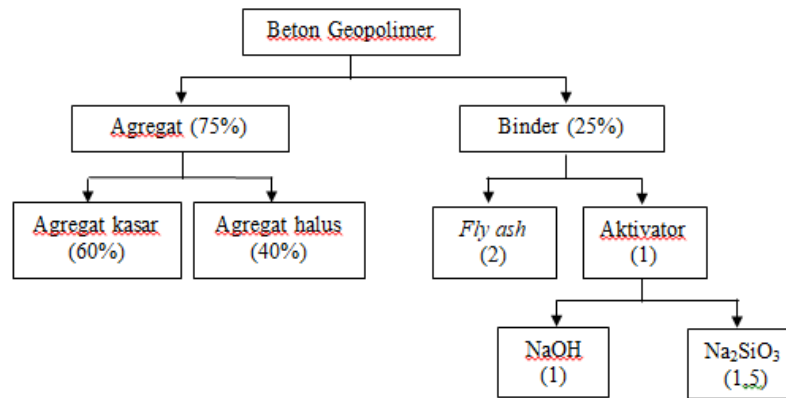 Beton Geopolimer
Agregat (75%)
Binder (25%)
Agregat kasar
(60%)
Agregat halus
(40%)
Fly ash
(2)
Aktivator
(1)
NaOH
(1)
Na₂SiO₃
(1,5)